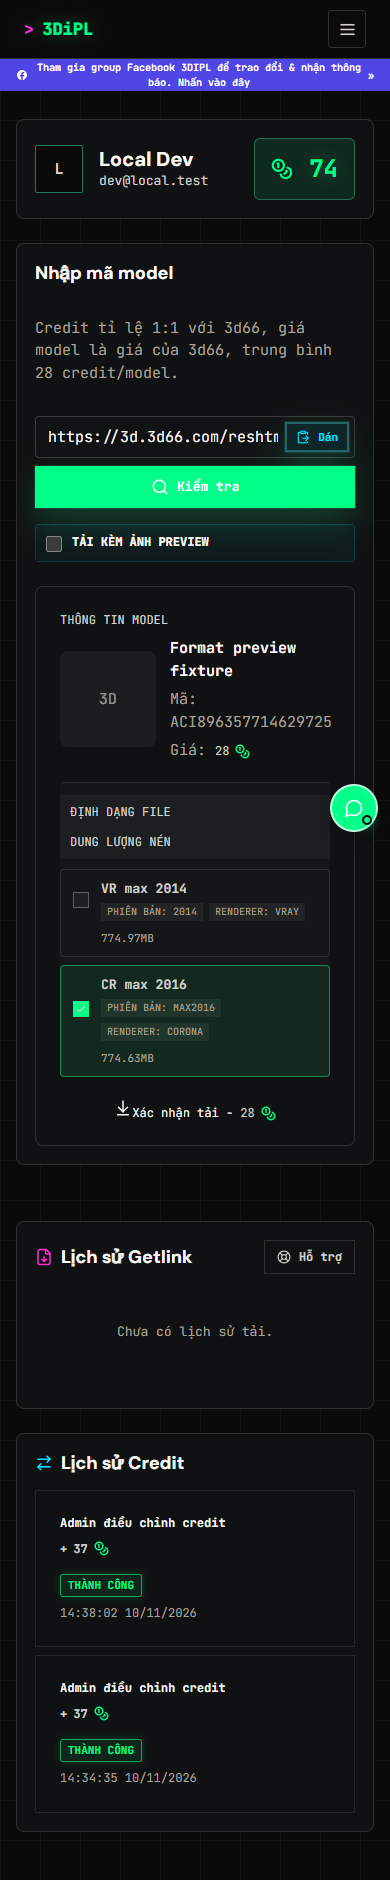 > 3DiPL
Tham gia group Facebook 3DIPL để trao đổi & nhận thông
báo. Nhấn vào đây
»
L
Local Dev
dev@local.test
74
Nhập mã model
Credit tỉ lệ 1:1 với 3d66, giá
model là giá của 3d66, trung bình
28 credit/model.
https://3d.3d66.com/reshtm
Dán
Kiểm tra
TẢI KÈM ẢNH PREVIEW
THÔNG TIN MODEL
3D
Format preview
fixture
Mã:
ACI896357714629725
Giá: 28
ĐỊNH DẠNG FILE
DUNG LƯỢNG NÉN
VR max 2014
PHIÊN BẢN: 2014 RENDERER: VRAY
774.97MB
CR max 2016
PHIÊN BẢN: MAX2016
RENDERER: CORONA
774.63MB
Xác nhận tải - 28
Lịch sử Getlink
Hỗ trợ
Chưa có lịch sử tải.
Lịch sử Credit
Admin điều chỉnh credit
+ 37
THÀNH CÔNG
14:38:02 10/11/2026
Admin điều chỉnh credit
+ 37
THÀNH CÔNG
14:34:35 10/11/2026